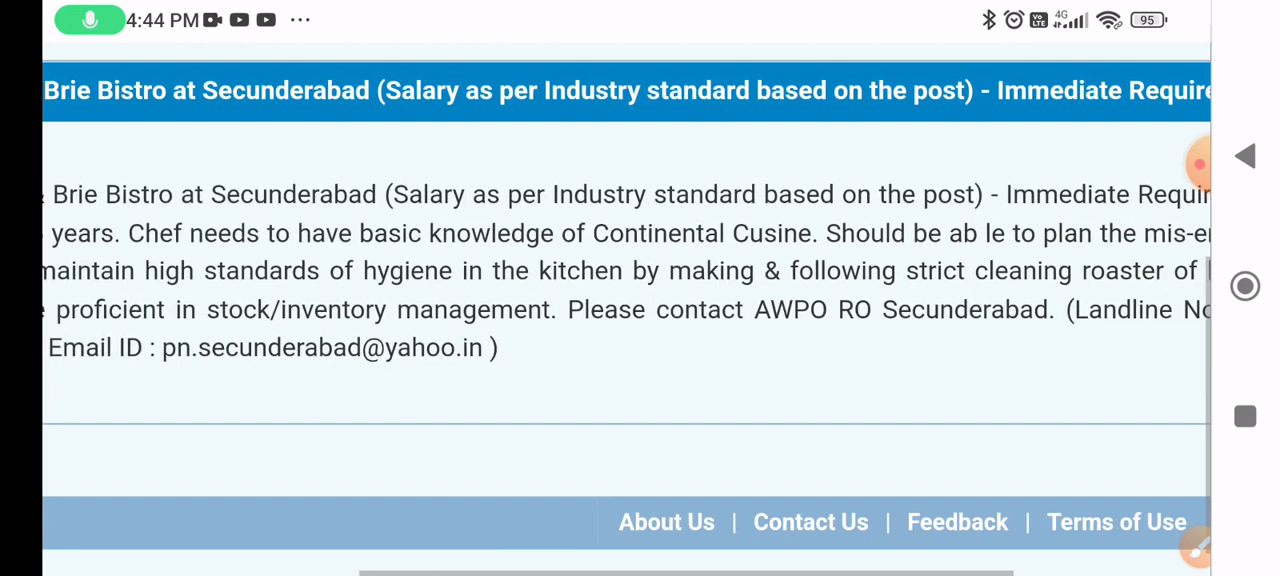 4:44 PM
4G
Vo LTE
95
Brie Bistro at Secunderabad (Salary as per Industry standard based on the post) - Immediate Require
Brie Bistro at Secunderabad (Salary as per Industry standard based on the post) - Immediate Requir
years. Chef needs to have basic knowledge of Continental Cusine. Should be ab le to plan the mis-e
maintain high standards of hygiene in the kitchen by making & following strict cleaning roaster of
proficient in stock/inventory management. Please contact AWPO RO Secunderabad. (Landline No
Email ID : pn.secunderabad@yahoo.in )
About Us | Contact Us | Feedback | Terms of Use